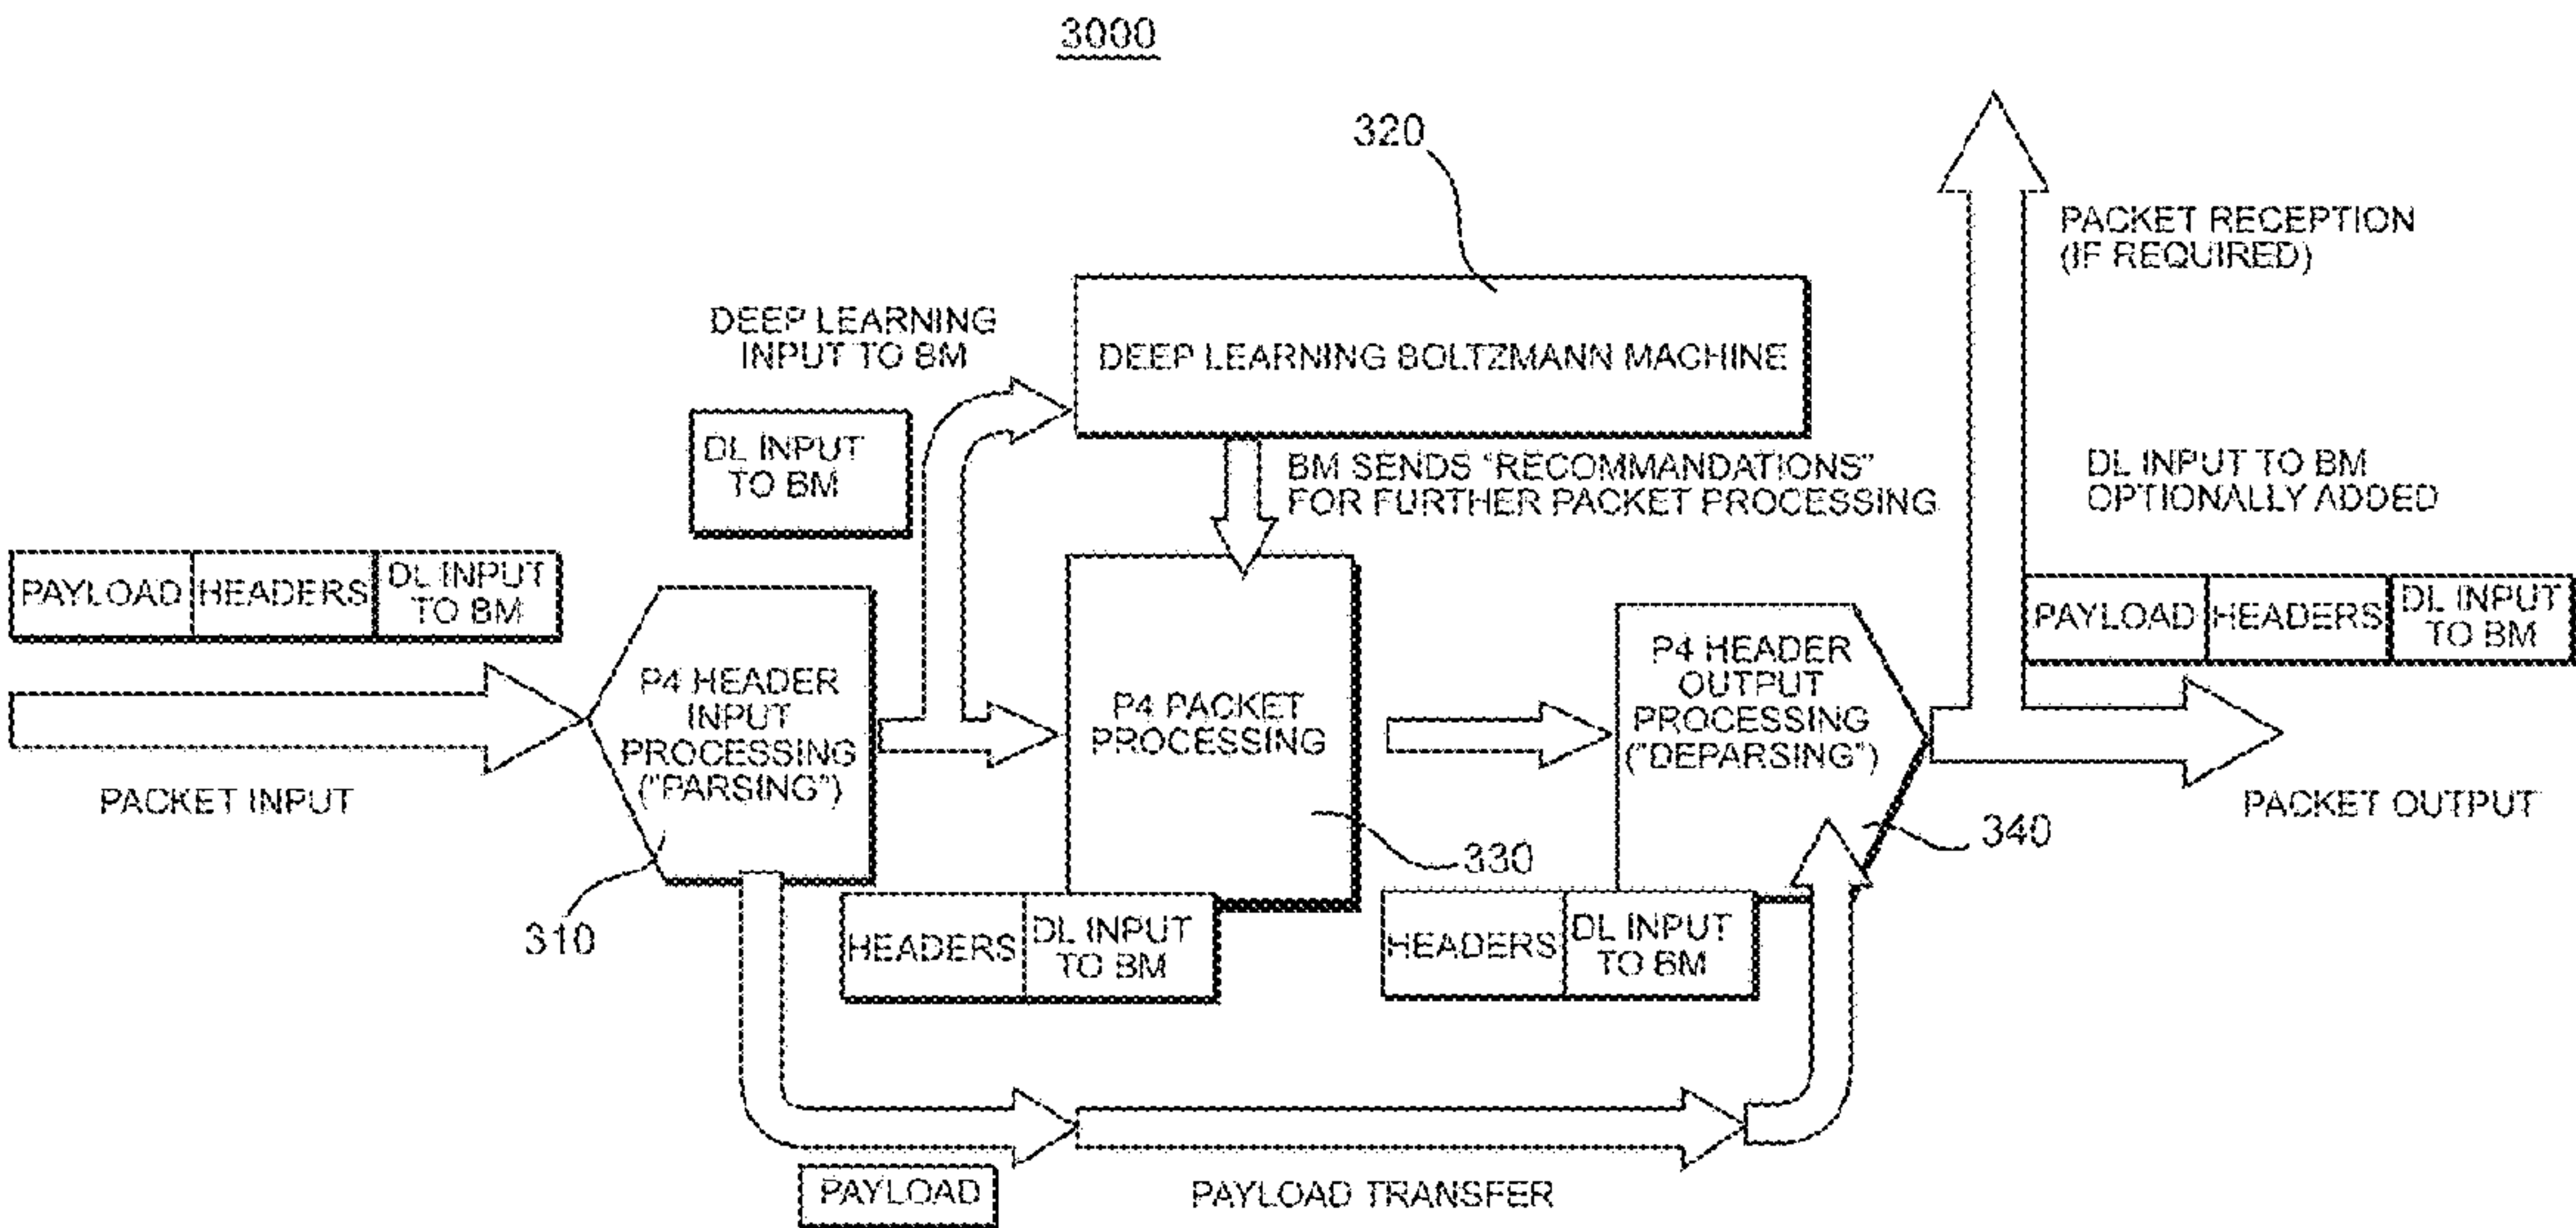 3000
320
PACKET RECEPTION
(IF REQUIRED)
DEEP LEARNING
INPUT TO BM
DEEP LEARNING BOLTZMANN MACHINE
DL INPUT
TO BM
BM SENDS "RECOMMANDATIONS"
FOR FURTHER PACKET PROCESSING
DL INPUT TO BM
OPTIONALLY ADDED
PAYLOAD
HEADERS
DL INPUT
TO BM
PAYLOAD
HEADERS
DL INPUT
TO BM
P4 HEADER
INPUT
PROCESSING
("PARSING")
P4 PACKET
PROCESSING
P4 HEADER
OUTPUT
PROCESSING
("DEPARSING")
PACKET INPUT
PACKET OUTPUT
310
330
340
HEADERS
DL INPUT
TO BM
HEADERS
DL INPUT
TO BM
PAYLOAD
PAYLOAD TRANSFER